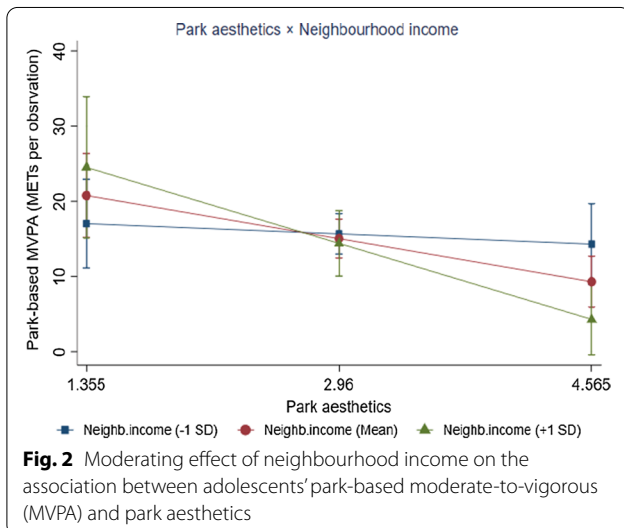 Park aesthetics × Neighbourhood income
Park-based MVPA (METs per obsrvation)
40
30
20
10
0
1.355 2.96 4.565
Park aesthetics
Neighb.income (-1 SD) Neighb.income (Mean) Neighb.income (+1 SD)
Fig. 2 Moderating effect of neighbourhood income on the
association between adolescents' park-based moderate-to-vigorous
(MVPA) and park aesthetics